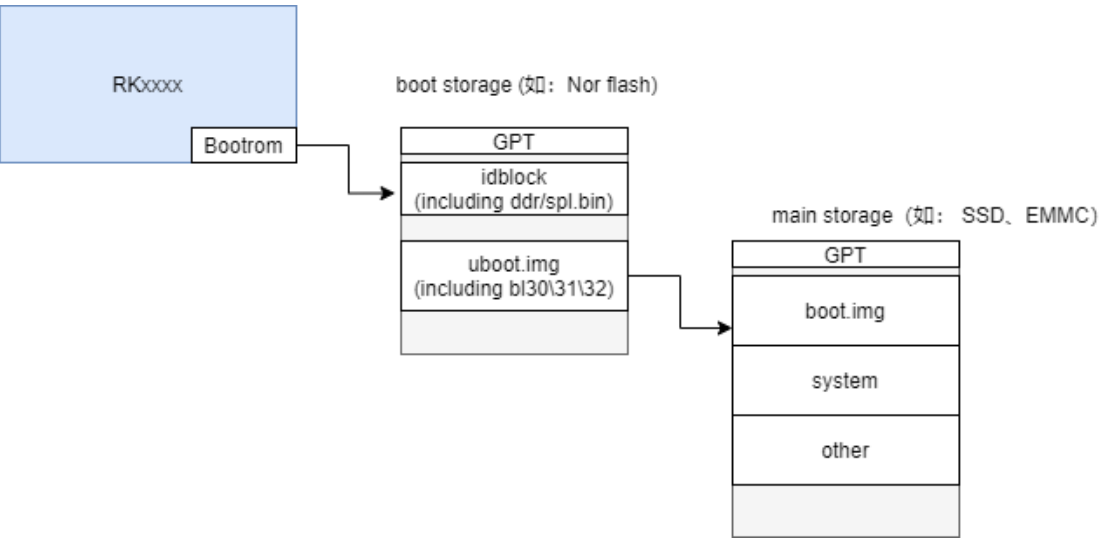 RKxxxx
Bootrom
boot storage (如：Nor flash)
GPT
idblock
(including ddr/spl.bin)
uboot.img
(including bl30\31\32)
main storage（如： SSD、EMMC)
GPT
boot.img
system
other